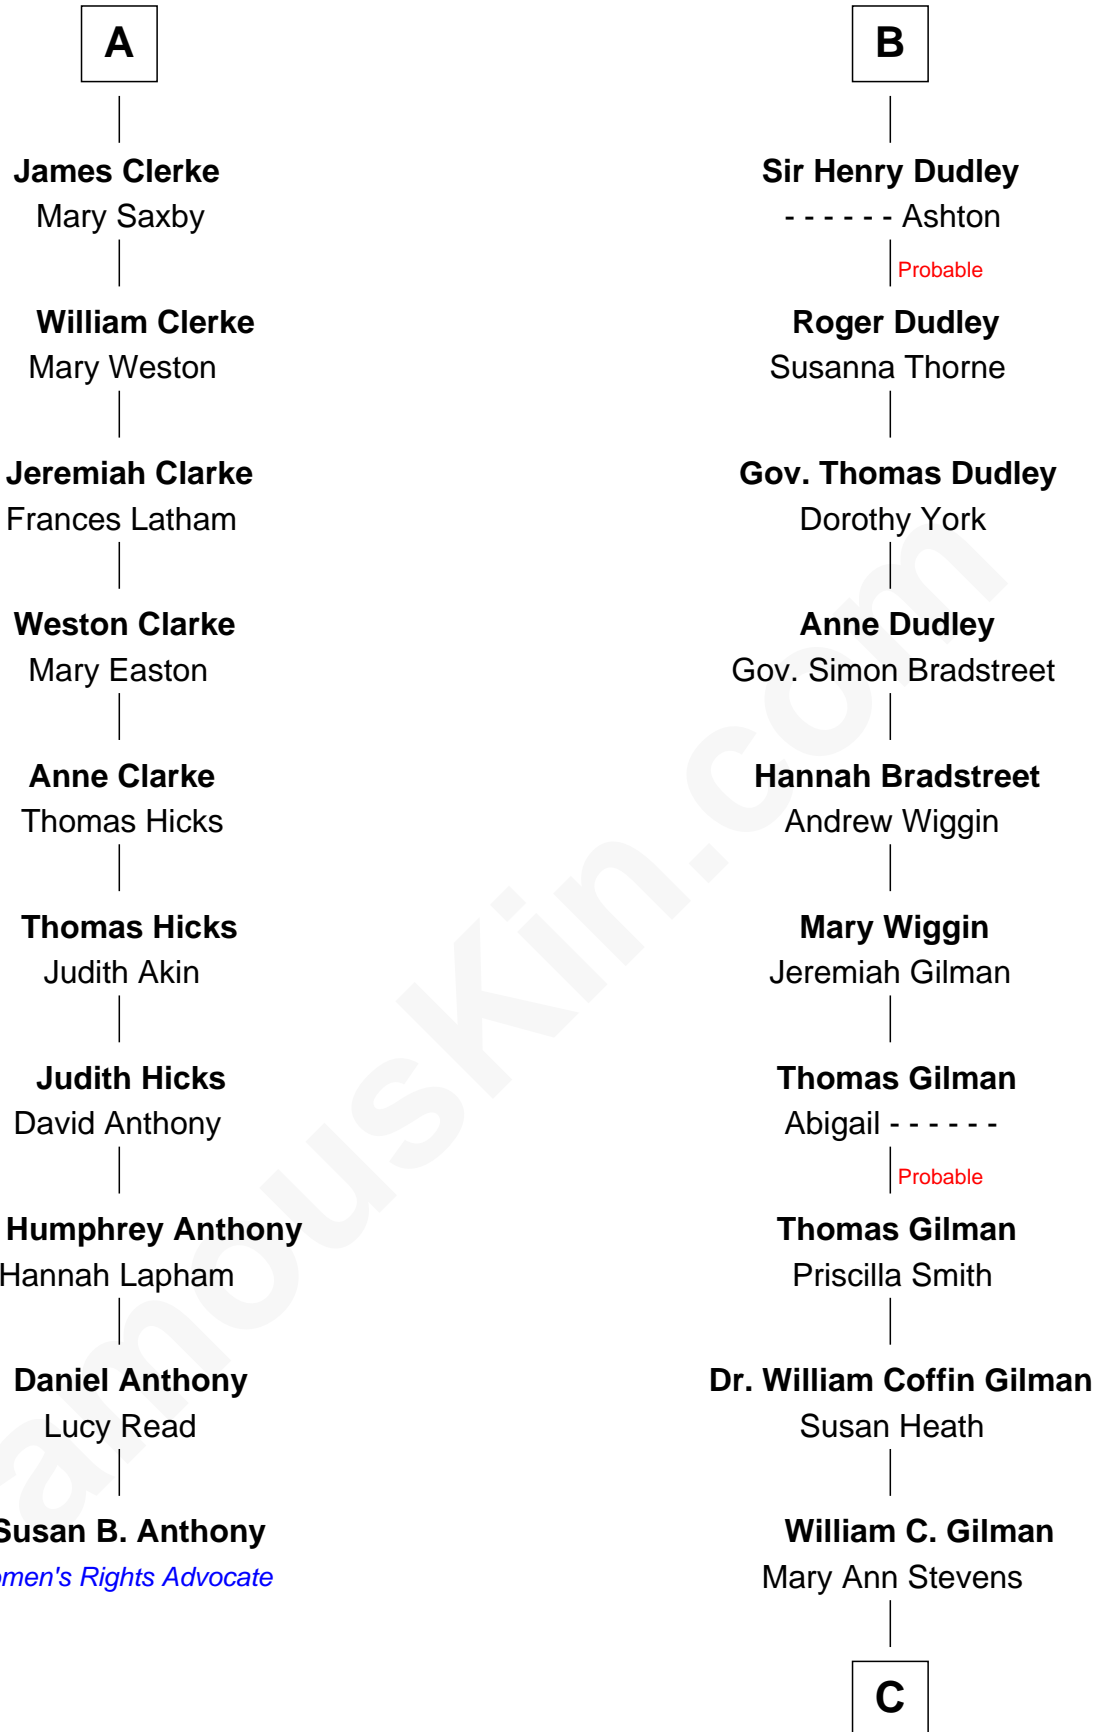 A
James Clerke
Mary Saxby
William Clerke
Mary Weston
Jeremiah Clarke
Frances Latham
Weston Clarke
Mary Easton
Anne Clarke
Thomas Hicks
Thomas Hicks
Judith Akin
Judith Hicks
David Anthony
Humphrey Anthony
Hannah Lapham
Daniel Anthony
Lucy Read
Susan B. Anthony
omen's Rights Advocate
B
Sir Henry Dudley
- - - - - - Ashton
Probable
Roger Dudley
Susanna Thorne
Gov. Thomas Dudley
Dorothy York
Anne Dudley
Gov. Simon Bradstreet
Hannah Bradstreet
Andrew Wiggin
Mary Wiggin
Jeremiah Gilman
Thomas Gilman
Abigail - - - - - -
Probable
Thomas Gilman
Priscilla Smith
Dr. William Coffin Gilman
Susan Heath
William C. Gilman
Mary Ann Stevens
C
amouskin.com